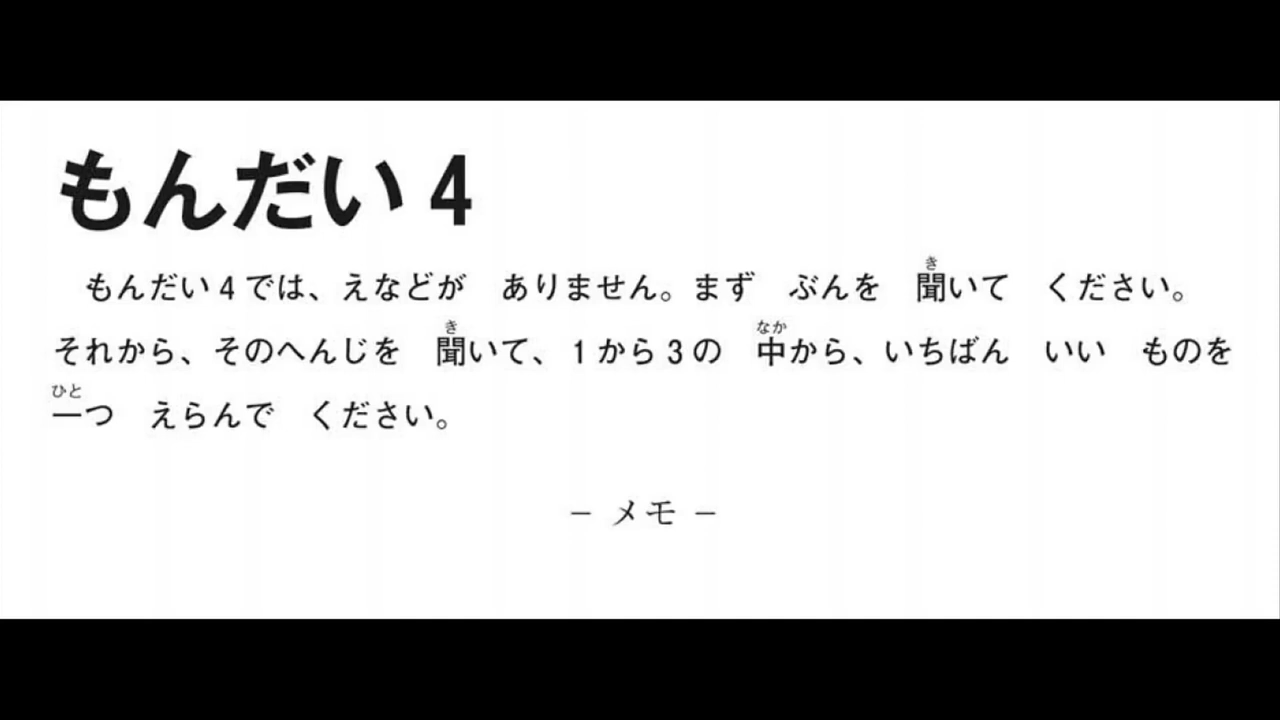 もんだい4
もんだい4では、えなどが　ありません。まず　ぶんを　聞いて　ください。
それから、そのへんじを　聞いて、1から3の　中から、いちばん　いい　ものを
一つ　えらんで　ください。
– メモ –